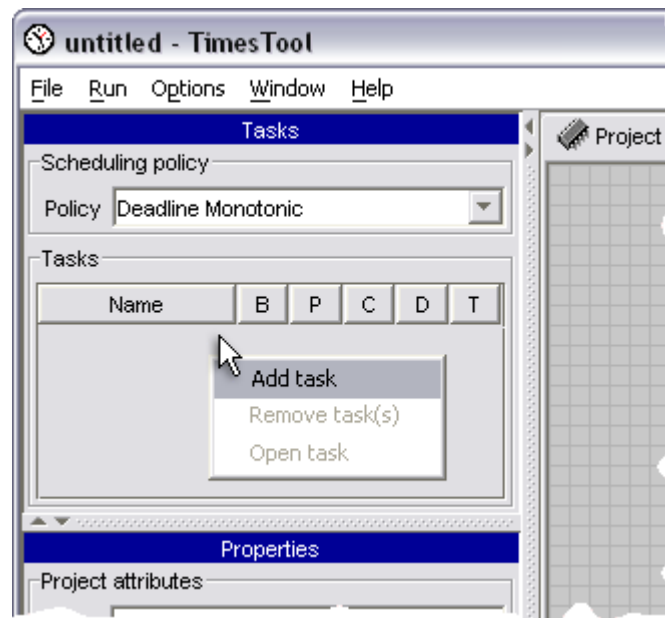 untitled - TimesTool
File Run Options Window Help
Tasks
Project
Scheduling policy
Policy Deadline Monotonic
Tasks
Name B P C D T
Add task
Remove task(s)
Open task
Properties
Project attributes